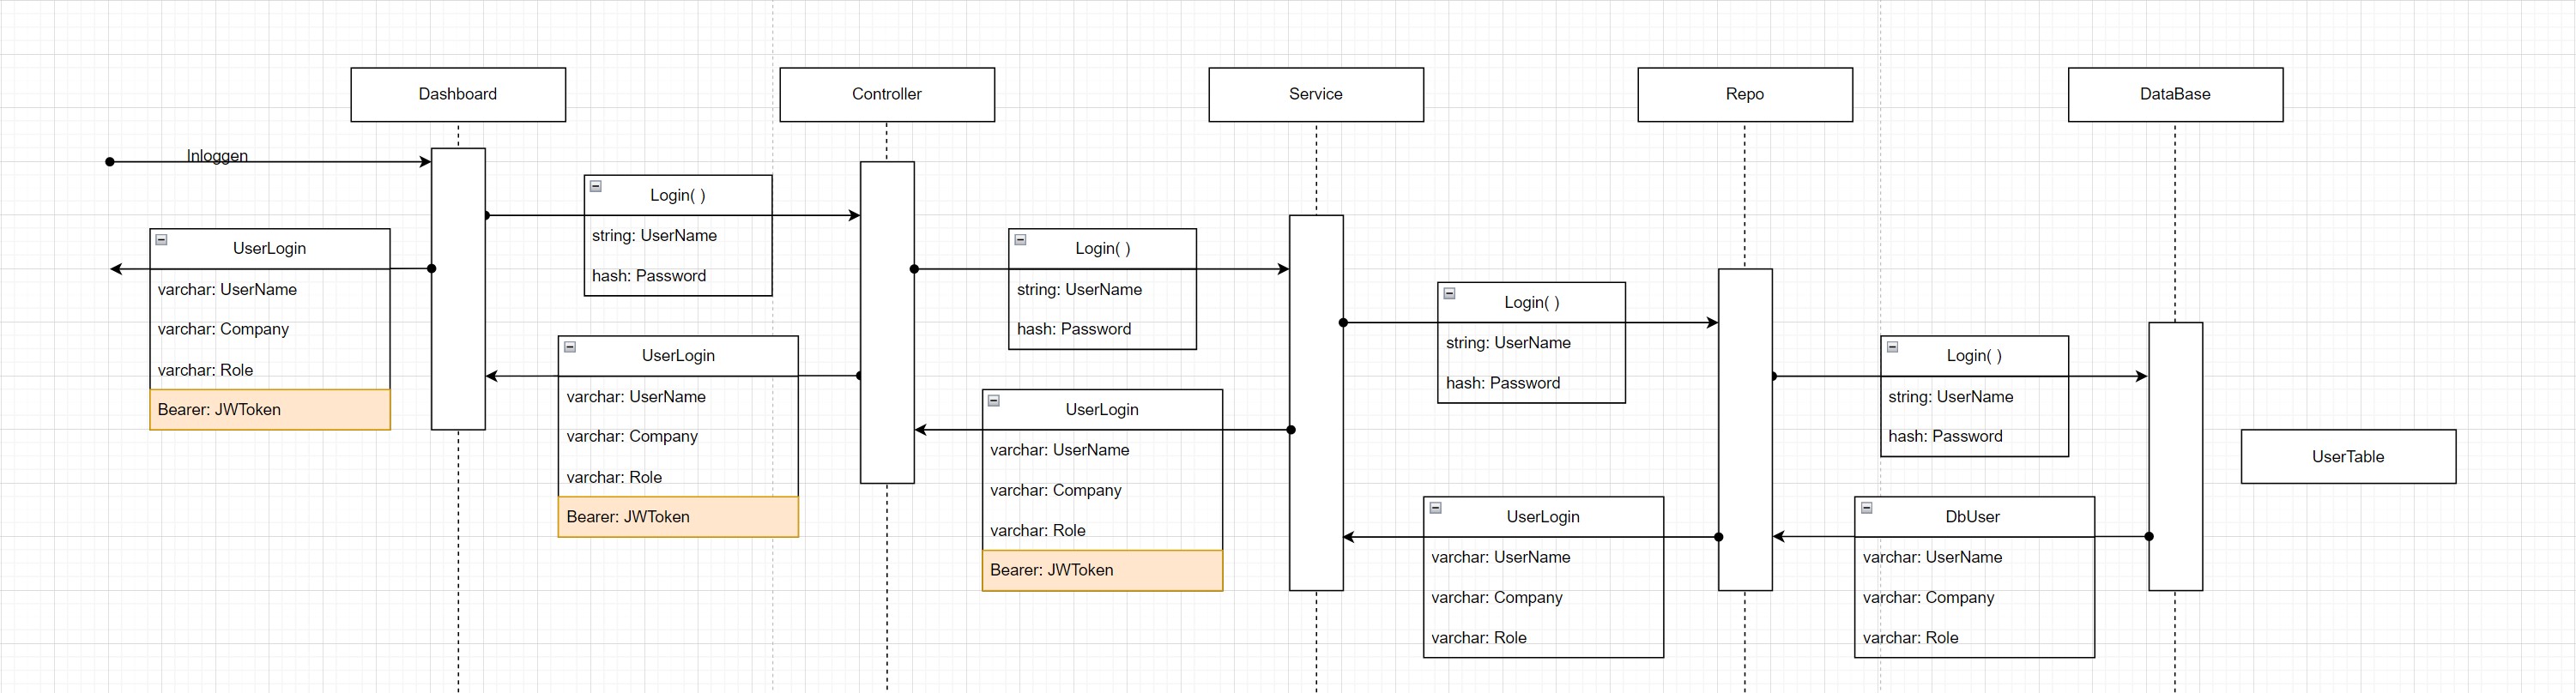 Dashboard
Controller
Service
Repo
DataBase
Inloggen
Login( )
string: UserName
hash: Password
UserLogin
varchar: UserName
varchar: Company
varchar: Role
Bearer: JWToken
Login( )
string: UserName
hash: Password
UserLogin
varchar: UserName
varchar: Company
varchar: Role
Bearer: JWToken
Login( )
string: UserName
hash: Password
UserLogin
varchar: UserName
varchar: Company
varchar: Role
Bearer: JWToken
Login( )
string: UserName
hash: Password
UserTable
UserLogin
varchar: UserName
varchar: Company
varchar: Role
DbUser
varchar: UserName
varchar: Company
varchar: Role